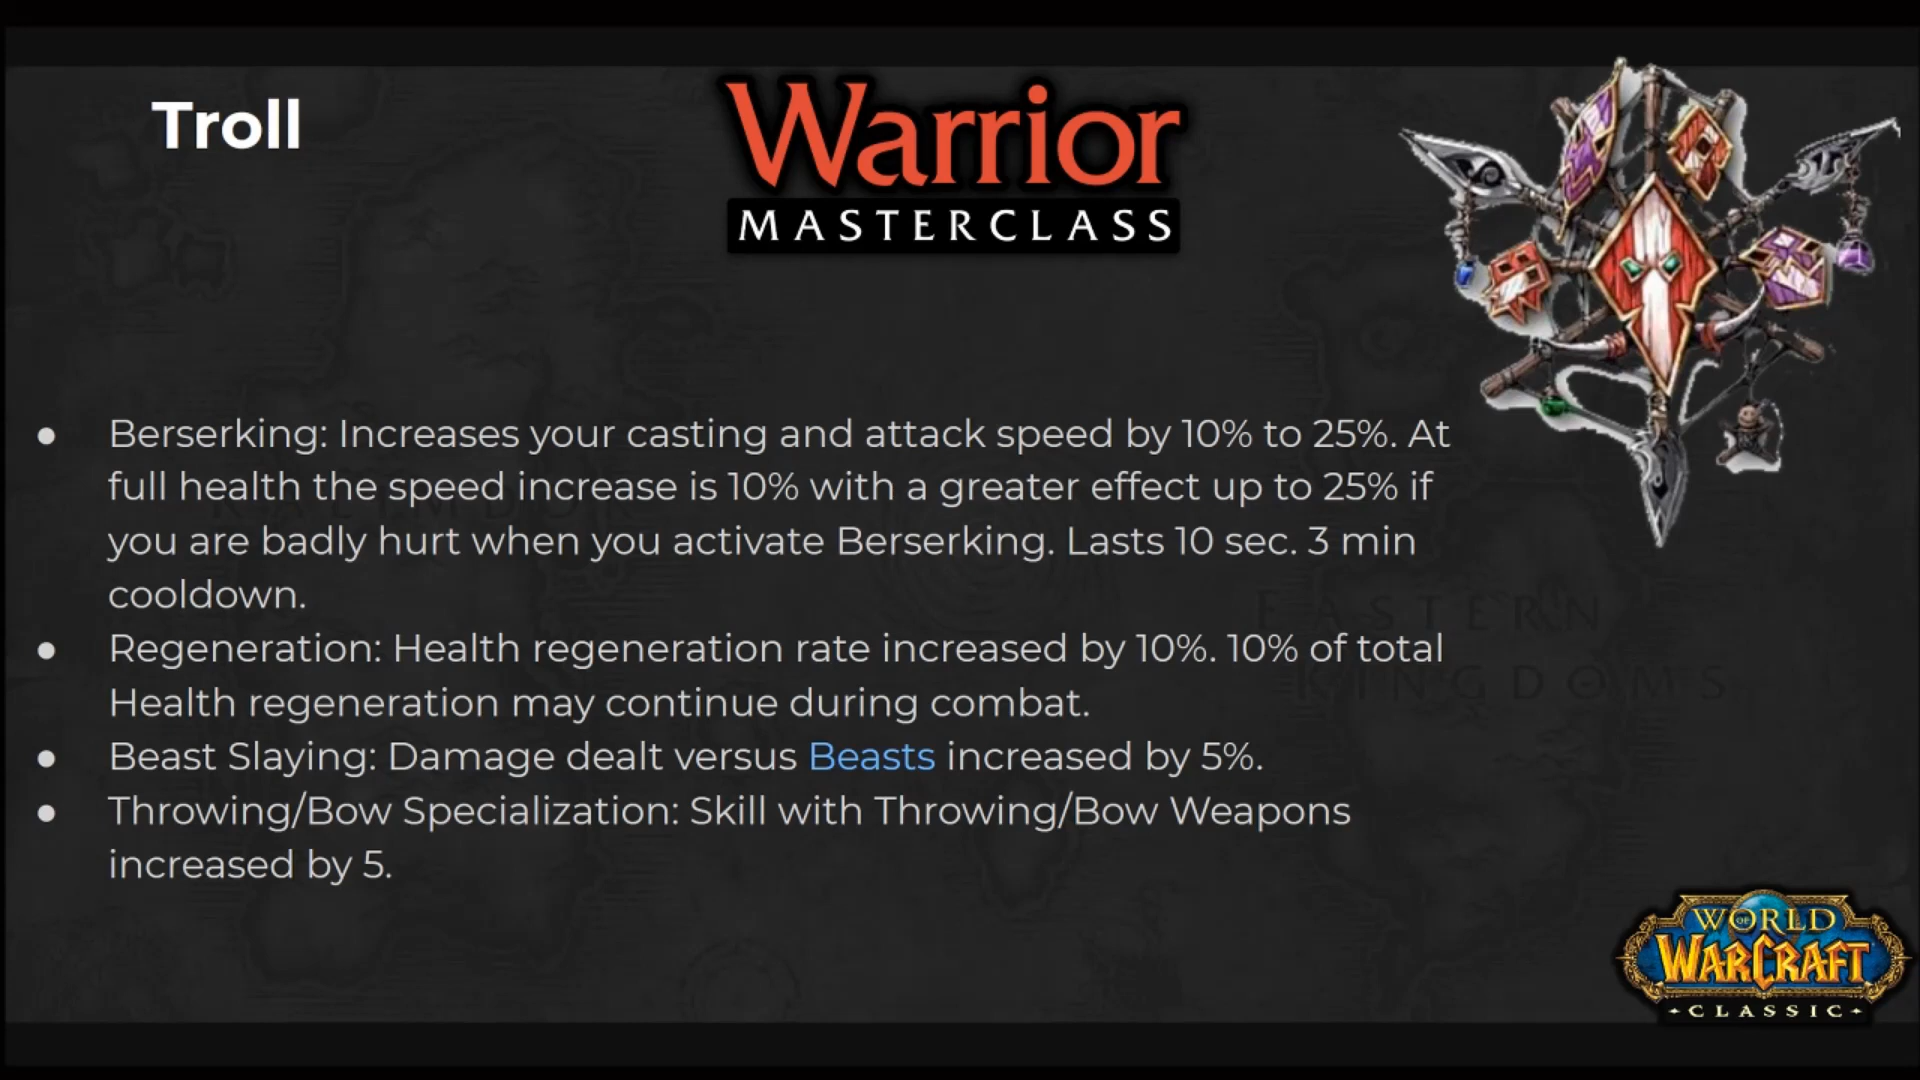 Troll
Warrior
MASTERCLASS
● Berserking: Increases your casting and attack speed by 10% to 25%. At
full health the speed increase is 10% with a greater effect up to 25% if
you are badly hurt when you activate Berserking. Lasts 10 sec. 3 min
cooldown.
● Regeneration: Health regeneration rate increased by 10%. 10% of total
Health regeneration may continue during combat.
● Beast Slaying: Damage dealt versus Beasts increased by 5%.
● Throwing/Bow Specialization: Skill with Throwing/Bow Weapons
increased by 5.
KALIMDOR
EASTERN
KINGDOMS
WORLD
OF
WARCRAFT
CLASSIC